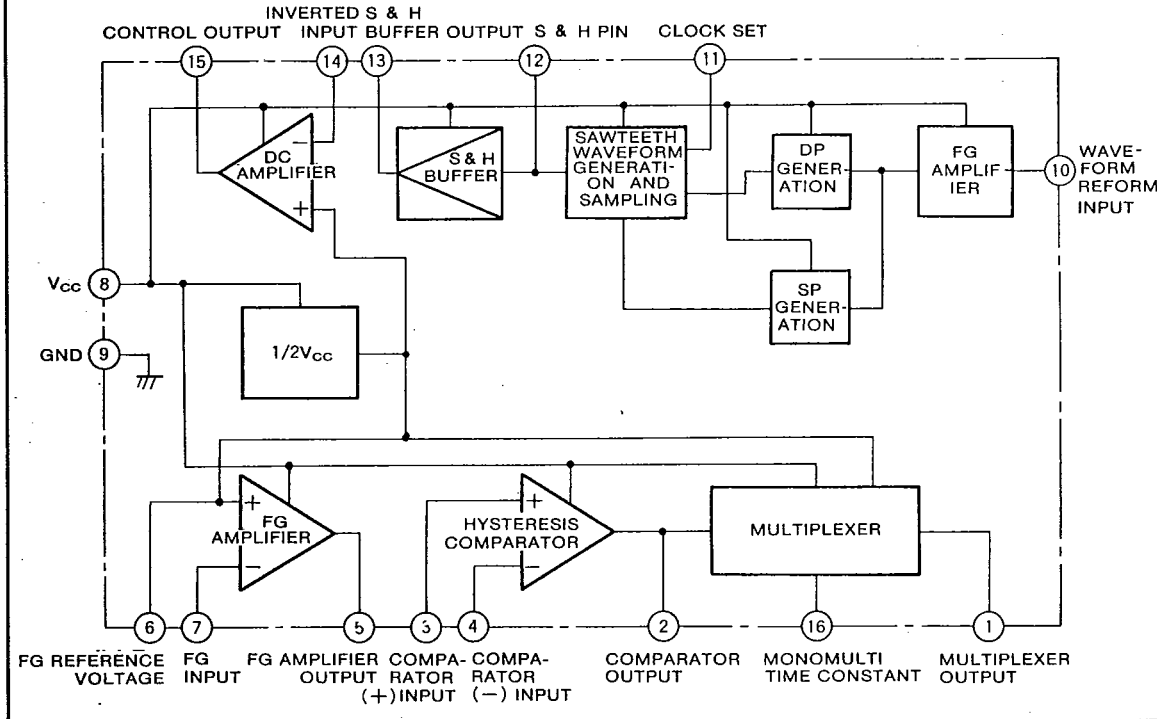 INVERTED S & H
CONTROL OUTPUT INPUT BUFFER OUTPUT S & H PIN CLOCK SET
15 14 13 12 11
DC
AMPLIFIER
−
+
S & H
BUFFER
SAWTEETH
WAVEFORM
GENERATI-
ON AND
SAMPLING
DP
GENER-
ATION
FG
AMPLIF
IER
10
WAVE-
FORM
REFORM
INPUT
SP
GENER-
ATION
Vcc 8
GND 9
1/2Vcc
+
FG
AMPLIFIER
−
+
HYSTERESIS
COMPARATOR
−
MULTIPLEXER
6 7 5 3 4 2 16 1
FG REFERENCE
VOLTAGE
FG
INPUT
FG AMPLIFIER
OUTPUT
COMPA-
RATOR
(+)INPUT
COMPA-
RATOR
(−) INPUT
COMPARATOR
OUTPUT
MONOMULTI
TIME CONSTANT
MULTIPLEXER
OUTPUT